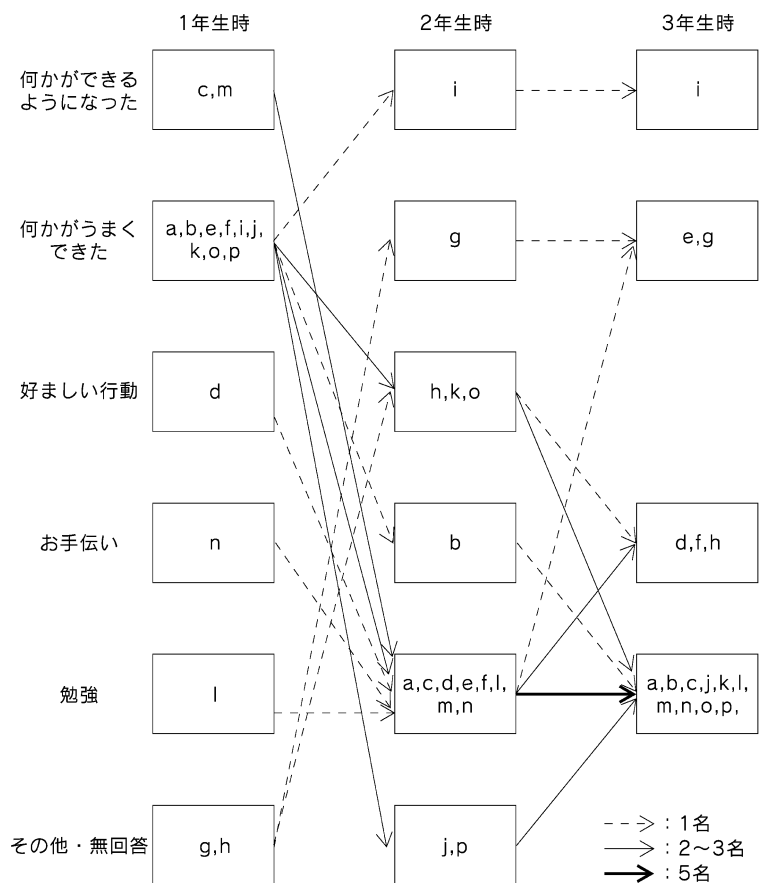 1年生時
2年生時
3年生時
何かができる
ようになった
c,m
i
i
何かがうまく
できた
a,b,e,f,i,j,
k,o,p
g
e,g
好ましい行動
d
h,k,o
お手伝い
n
b
d,f,h
勉強
l
a,c,d,e,f,l,
m,n
a,b,c,j,k,l,
m,n,o,p,
その他・無回答
g,h
j,p
:1名
:2〜3名
:5名